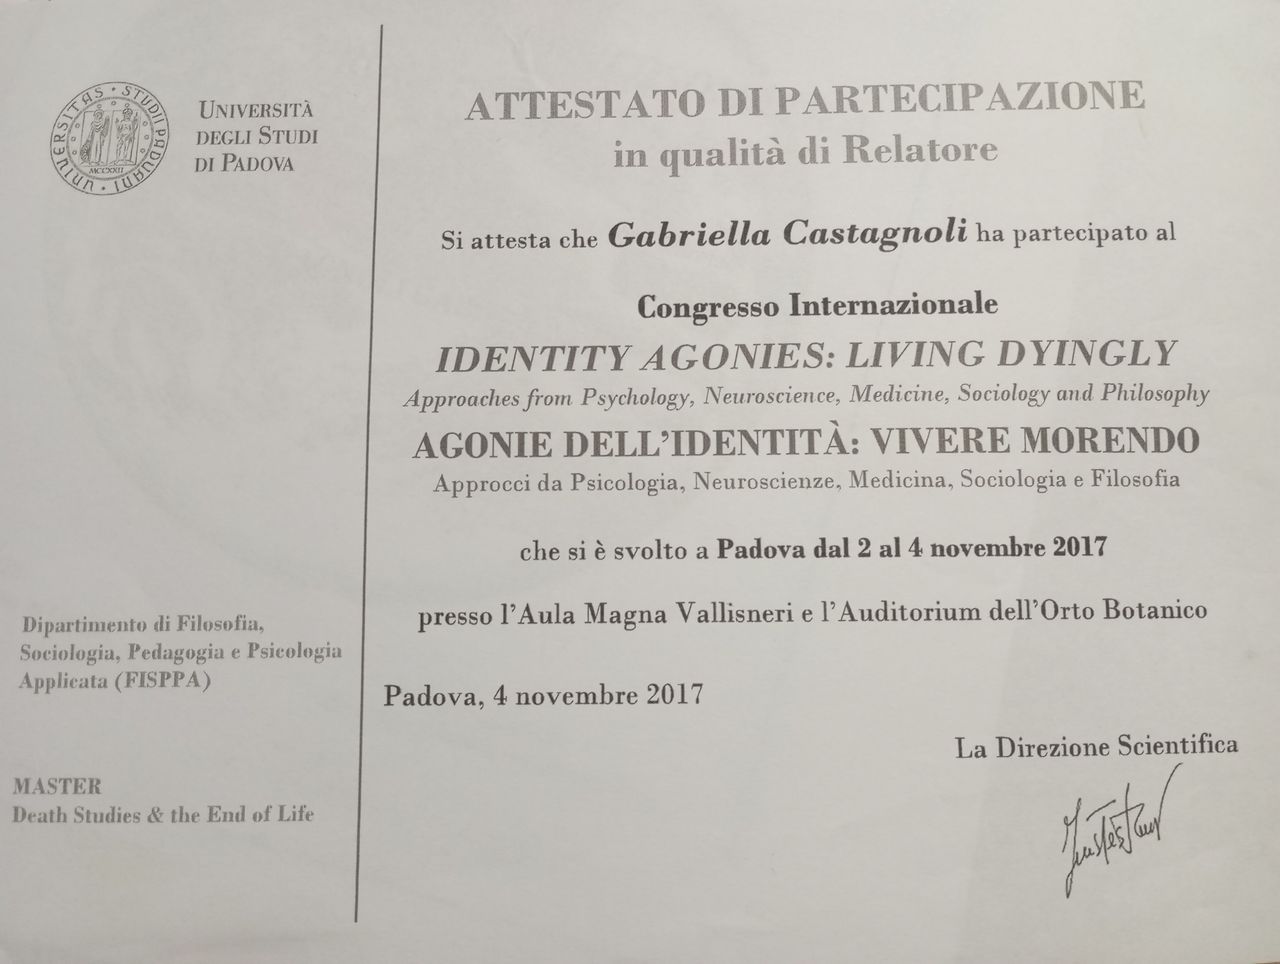 UNIVERSITAS STUDII PADUANI
MCCXXII
UNIVERSITÀ
DEGLI STUDI
DI PADOVA
ATTESTATO DI PARTECIPAZIONE
in qualità di Relatore
Si attesta che Gabriella Castagnoli ha partecipato al
Congresso Internazionale
IDENTITY AGONIES: LIVING DYINGLY
Approaches from Psychology, Neuroscience, Medicine, Sociology and Philosophy
AGONIE DELL'IDENTITÀ: VIVERE MORENDO
Approcci da Psicologia, Neuroscienze, Medicina, Sociologia e Filosofia
che si è svolto a Padova dal 2 al 4 novembre 2017
presso l'Aula Magna Vallisneri e l'Auditorium dell'Orto Botanico
Dipartimento di Filosofia,
Sociologia, Pedagogia e Psicologia
Applicata (FISPPA)
Padova, 4 novembre 2017
La Direzione Scientifica
MASTER
Death Studies & the End of Life